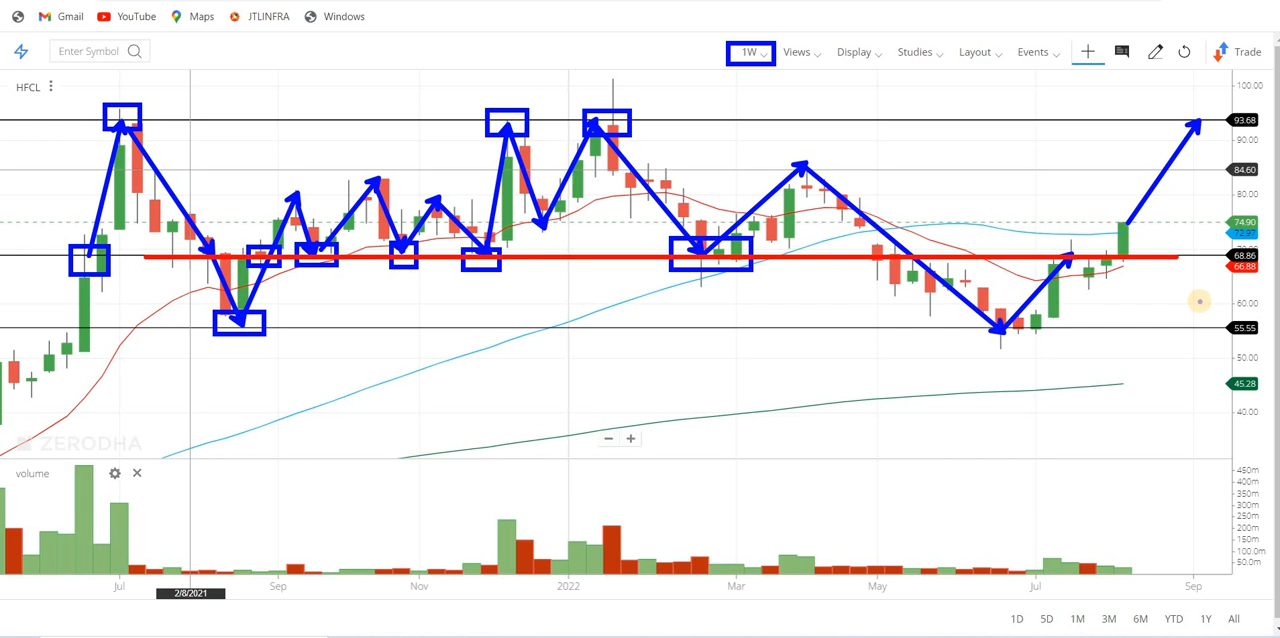 Gmail YouTube Maps JTLINFRA Windows
Enter Symbol 1W Views Display Studies Layout Events Trade
HFCL
100.00
93.68
90.00
84.60
80.00
74.90
72.97
68.86
66.88
60.00
55.55
50.00
45.28
40.00
ZERODHA
volume
450m
400m
350m
300m
250m
200m
150m
100.0m
50.0m
Jul Sep Nov 2022 Mar May Jul Sep
2/8/2021
1D 5D 1M 3M 6M YTD 1Y All